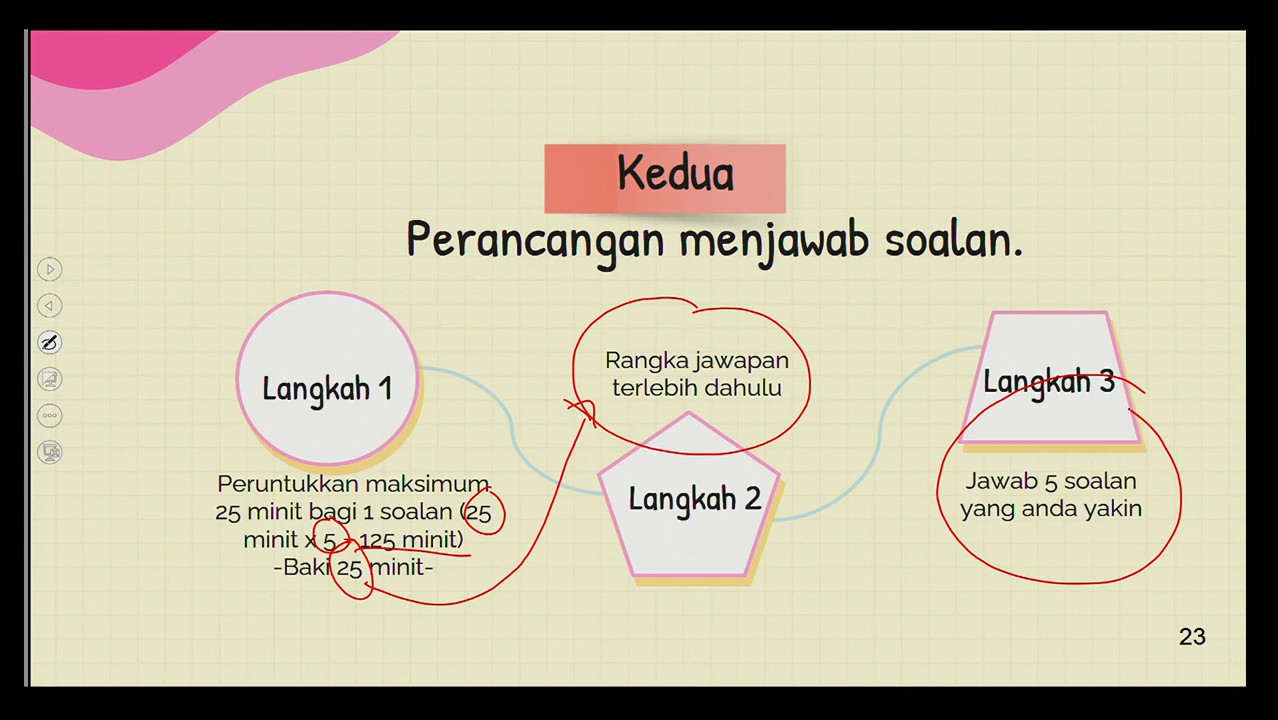 Kedua
Perancangan menjawab soalan.
Langkah 1
Peruntukkan maksimum
25 minit bagi 1 soalan (25
minit x 5 = 125 minit)
-Baki 25 minit-
Rangka jawapan
terlebih dahulu
Langkah 2
Langkah 3
Jawab 5 soalan
yang anda yakin
23